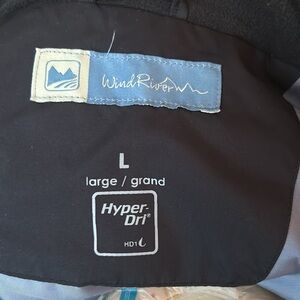 WindRiver
L
large / grand
Hyper-
Dri®
HD1